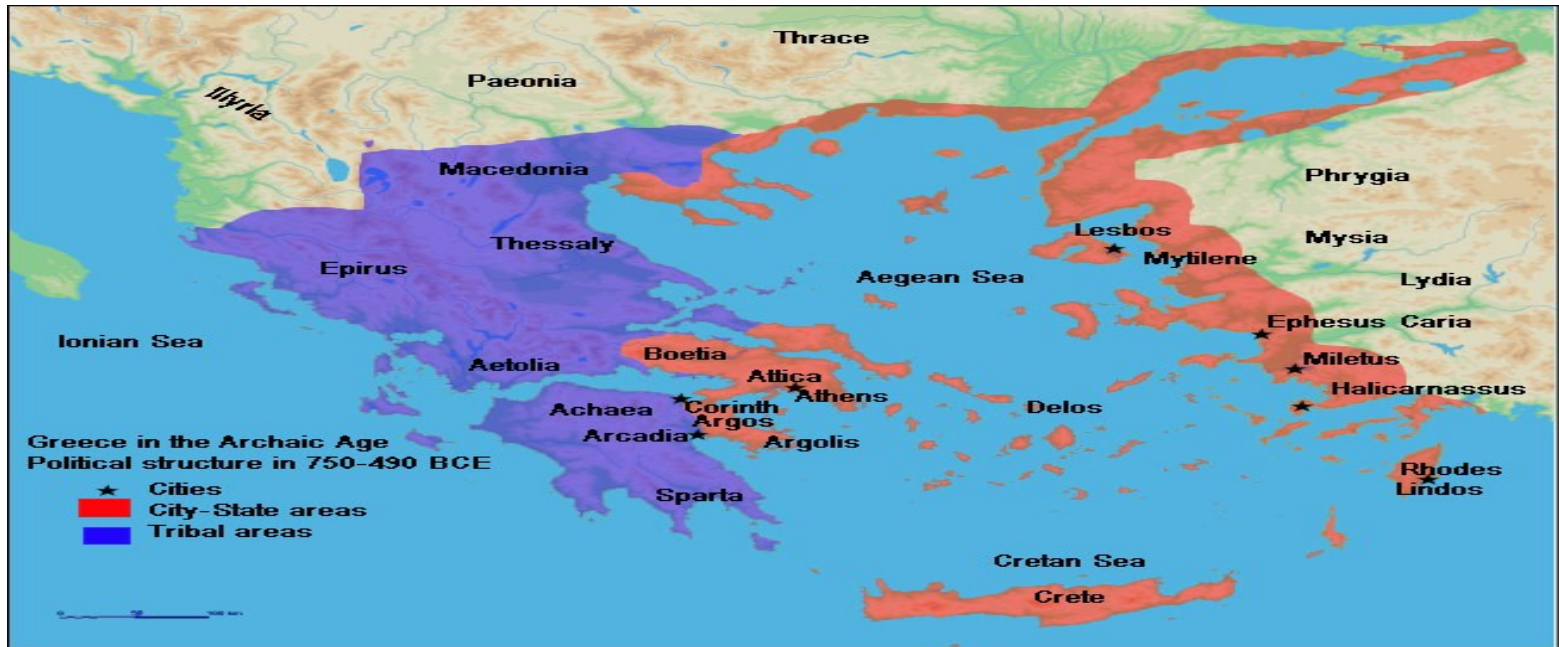 Thrace
Paeonia
Illyria
Macedonia
Phrygia
Lesbos
Mysia
Thessaly
Mytilene
Epirus
Aegean Sea
Lydia
Ephesus Caria
Ionian Sea
Boetia
Miletus
Aetolia
Attica
Halicarnassus
Athens
Achaea
Corinth
Delos
Argos
Arcadia
Argolis
Greece in the Archaic Age
Political structure in 750-490 BCE
Cities
City-State areas
Tribal areas
Sparta
Rhodes
Lindos
Cretan Sea
Crete